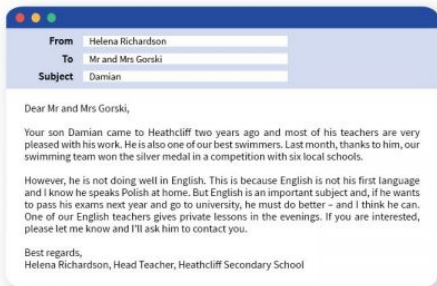 From Helena Richardson
To Mr and Mrs Gorski
Subject Damian
Dear Mr and Mrs Gorski,
Your son Damian came to Heathcliff two years ago and most of his teachers are very
pleased with his work. He is also one of our best swimmers. Last month, thanks to him, our
swimming team won the silver medal in a competition with six local schools.
However, he is not doing well in English. This is because English is not his first language
and I know he speaks Polish at home. But English is an important subject and, if he wants
to pass his exams next year and go to university, he must do better – and I think he can.
One of our English teachers gives private lessons in the evenings. If you are interested,
please let me know and I'll ask him to contact you.
Best regards,
Helena Richardson, Head Teacher, Heathcliff Secondary School